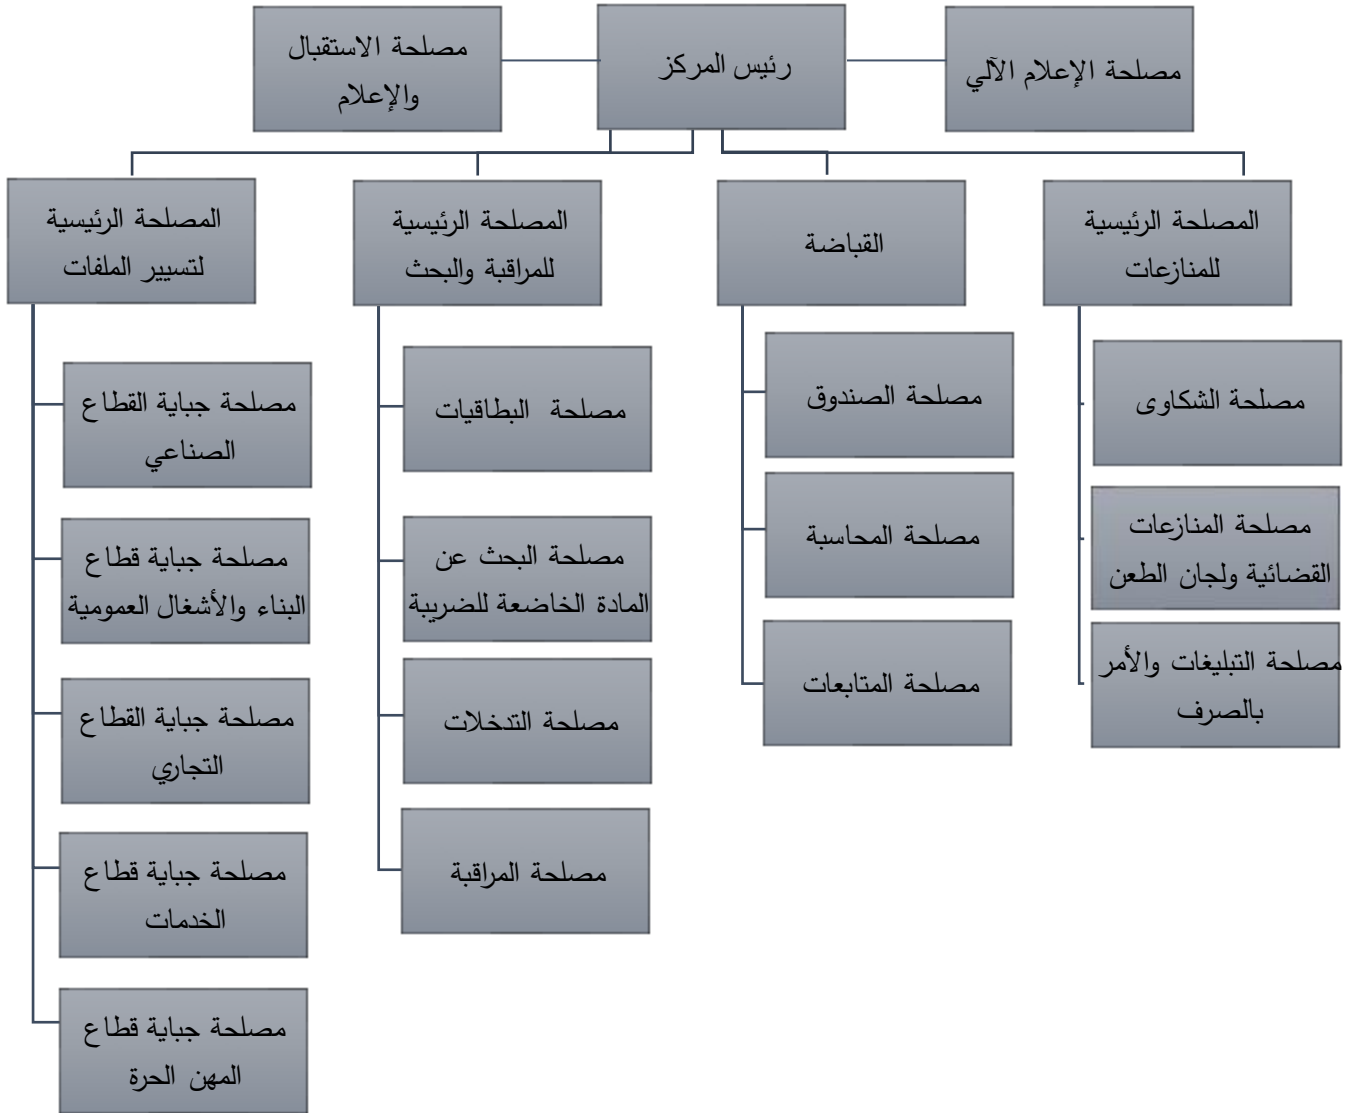 مصلحة الإعلام الآلي
رئيس المركز
مصلحة الاستقبال
والإعلام
المصلحة الرئيسية
للمنازعات
القباضة
المصلحة الرئيسية
للمراقبة والبحث
المصلحة الرئيسية
لتسيير الملفات
مصلحة الشكاوى
مصلحة المنازعات
القضائية ولجان الطعن
مصلحة التبليغات والأمر
بالصرف
مصلحة الصندوق
مصلحة المحاسبة
مصلحة المتابعات
مصلحة البطاقيات
مصلحة البحث عن
المادة الخاضعة للضريبة
مصلحة التدخلات
مصلحة المراقبة
مصلحة جباية القطاع
الصناعي
مصلحة جباية قطاع
البناء والأشغال العمومية
مصلحة جباية القطاع
التجاري
مصلحة جباية قطاع
الخدمات
مصلحة جباية قطاع
المهن الحرة